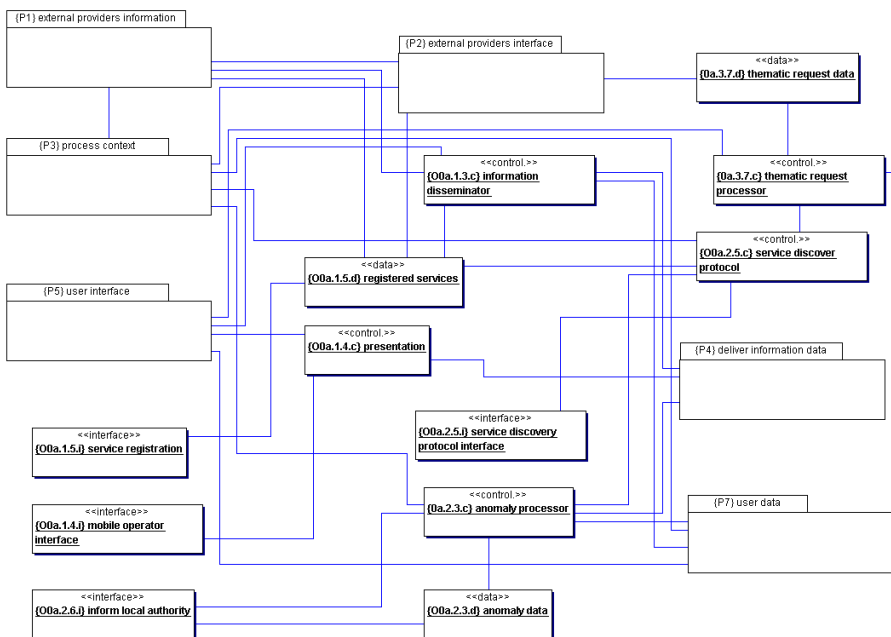 {P1} external providers information
{P2} external providers interface
<<data>>
{0a.3.7.d} thematic request data
{P3} process context
<<control.>>
{O0a.1.3.c} information
disseminator
<<control.>>
{0a.3.7.c} thematic request
processor
<<control.>>
{O0a.2.5.c} service discover
protocol
<<data>>
{O0a.1.5.d} registered services
{P5} user interface
<<control.>>
{O0a.1.4.c} presentation
{P4} deliver information data
<<interface>>
{O0a.2.5.i} service discovery
protocol interface
<<interface>>
{O0a.1.5.i} service registration
<<control.>>
{0a.2.3.c} anomaly processor
{P7} user data
<<interface>>
{O0a.1.4.i} mobile operator
interface
<<interface>>
{O0a.2.6.i} inform local authority
<<data>>
{O0a.2.3.d} anomaly data